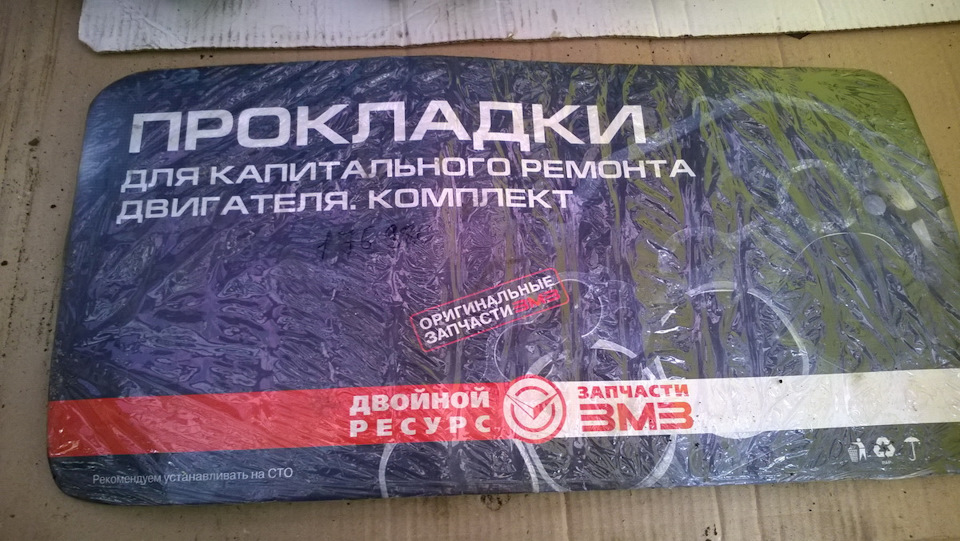 ПРОКЛАДКИ
ДЛЯ КАПИТАЛЬНОГО РЕМОНТА
ДВИГАТЕЛЯ. КОМПЛЕКТ
ОРИГИНАЛЬНЫЕ
ЗАПЧАСТИ ЗМЗ
ДВОЙНОЙ
РЕСУРС
ЗАПЧАСТИ
ЗМЗ
Рекомендуем устанавливать на СТО